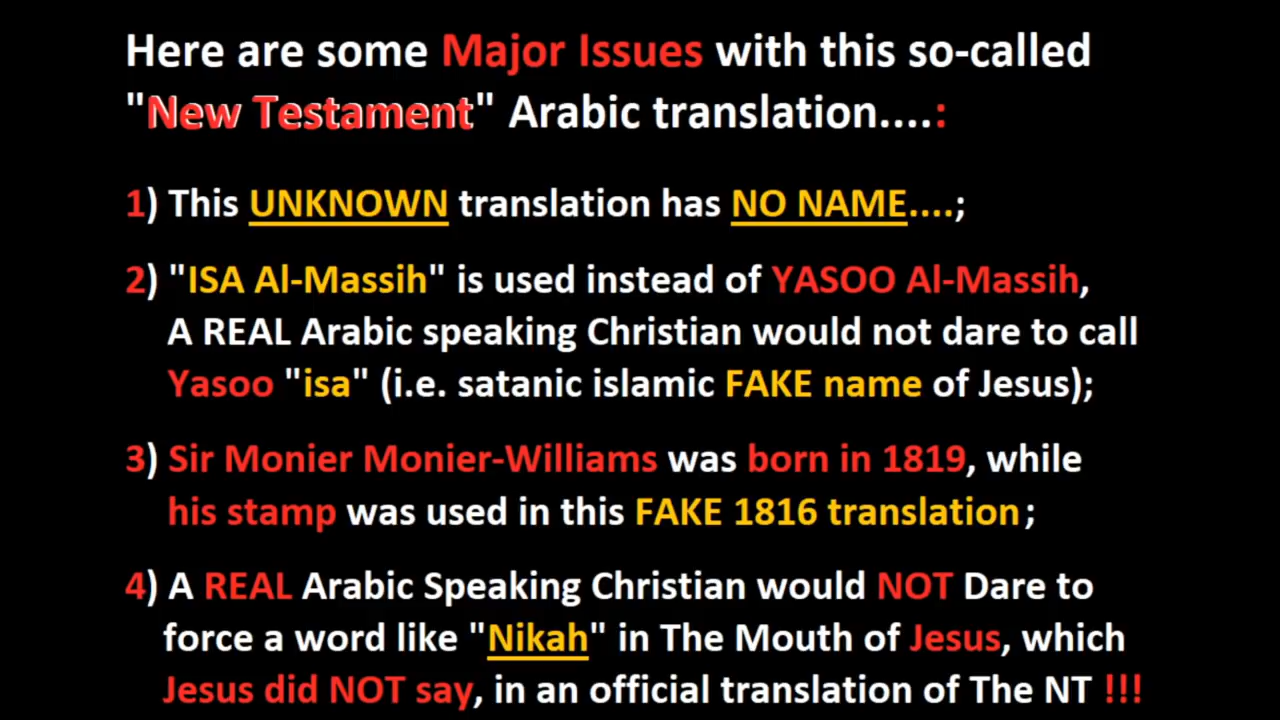 Here are some Major Issues with this so-called
"New Testament" Arabic translation....:
1) This UNKNOWN translation has NO NAME....;
2) "ISA Al-Massih" is used instead of YASOO Al-Massih,
A REAL Arabic speaking Christian would not dare to call
Yasoo "isa" (i.e. satanic islamic FAKE name of Jesus);
3) Sir Monier Monier-Williams was born in 1819, while
his stamp was used in this FAKE 1816 translation;
4) A REAL Arabic Speaking Christian would NOT Dare to
force a word like "Nikah" in The Mouth of Jesus, which
Jesus did NOT say, in an official translation of The NT !!!